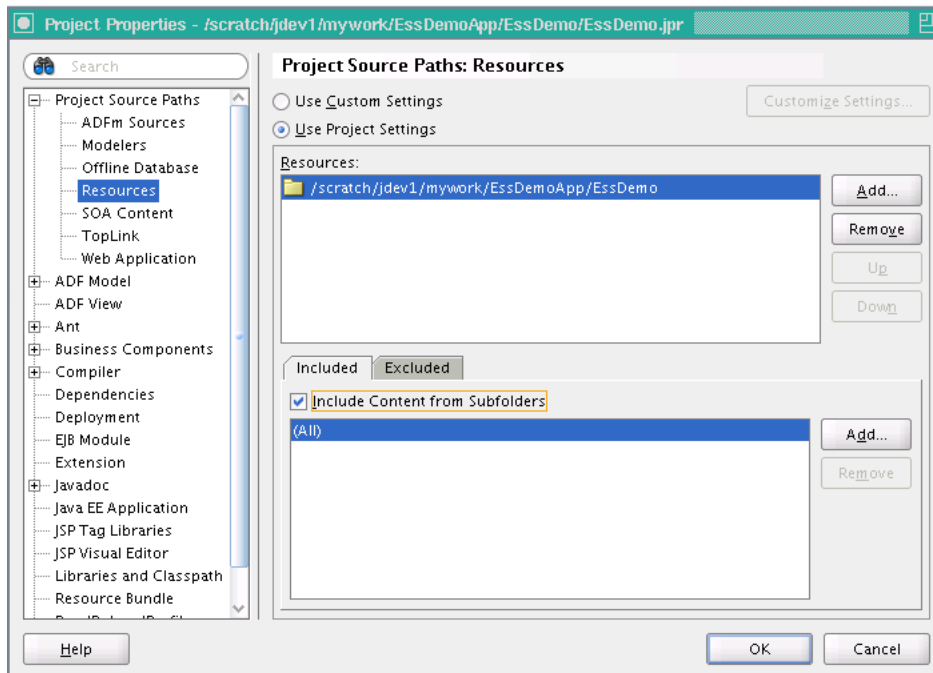 Project Properties - /scratch/jdev1/mywork/EssDemoApp/EssDemo/EssDemo.jpr
Search
Project Source Paths
ADFm Sources
Modelers
Offline Database
Resources
SOA Content
TopLink
Web Application
ADF Model
ADF View
Ant
Business Components
Compiler
Dependencies
Deployment
EJB Module
Extension
Javadoc
Java EE Application
JSP Tag Libraries
JSP Visual Editor
Libraries and Classpath
Resource Bundle
Project Source Paths: Resources
Use Custom Settings
Customize Settings...
Use Project Settings
Resources:
/scratch/jdev1/mywork/EssDemoApp/EssDemo
Add...
Remove
Up
Down
Included Excluded
Include Content from Subfolders
(All)
Add...
Remove
Help
OK
Cancel